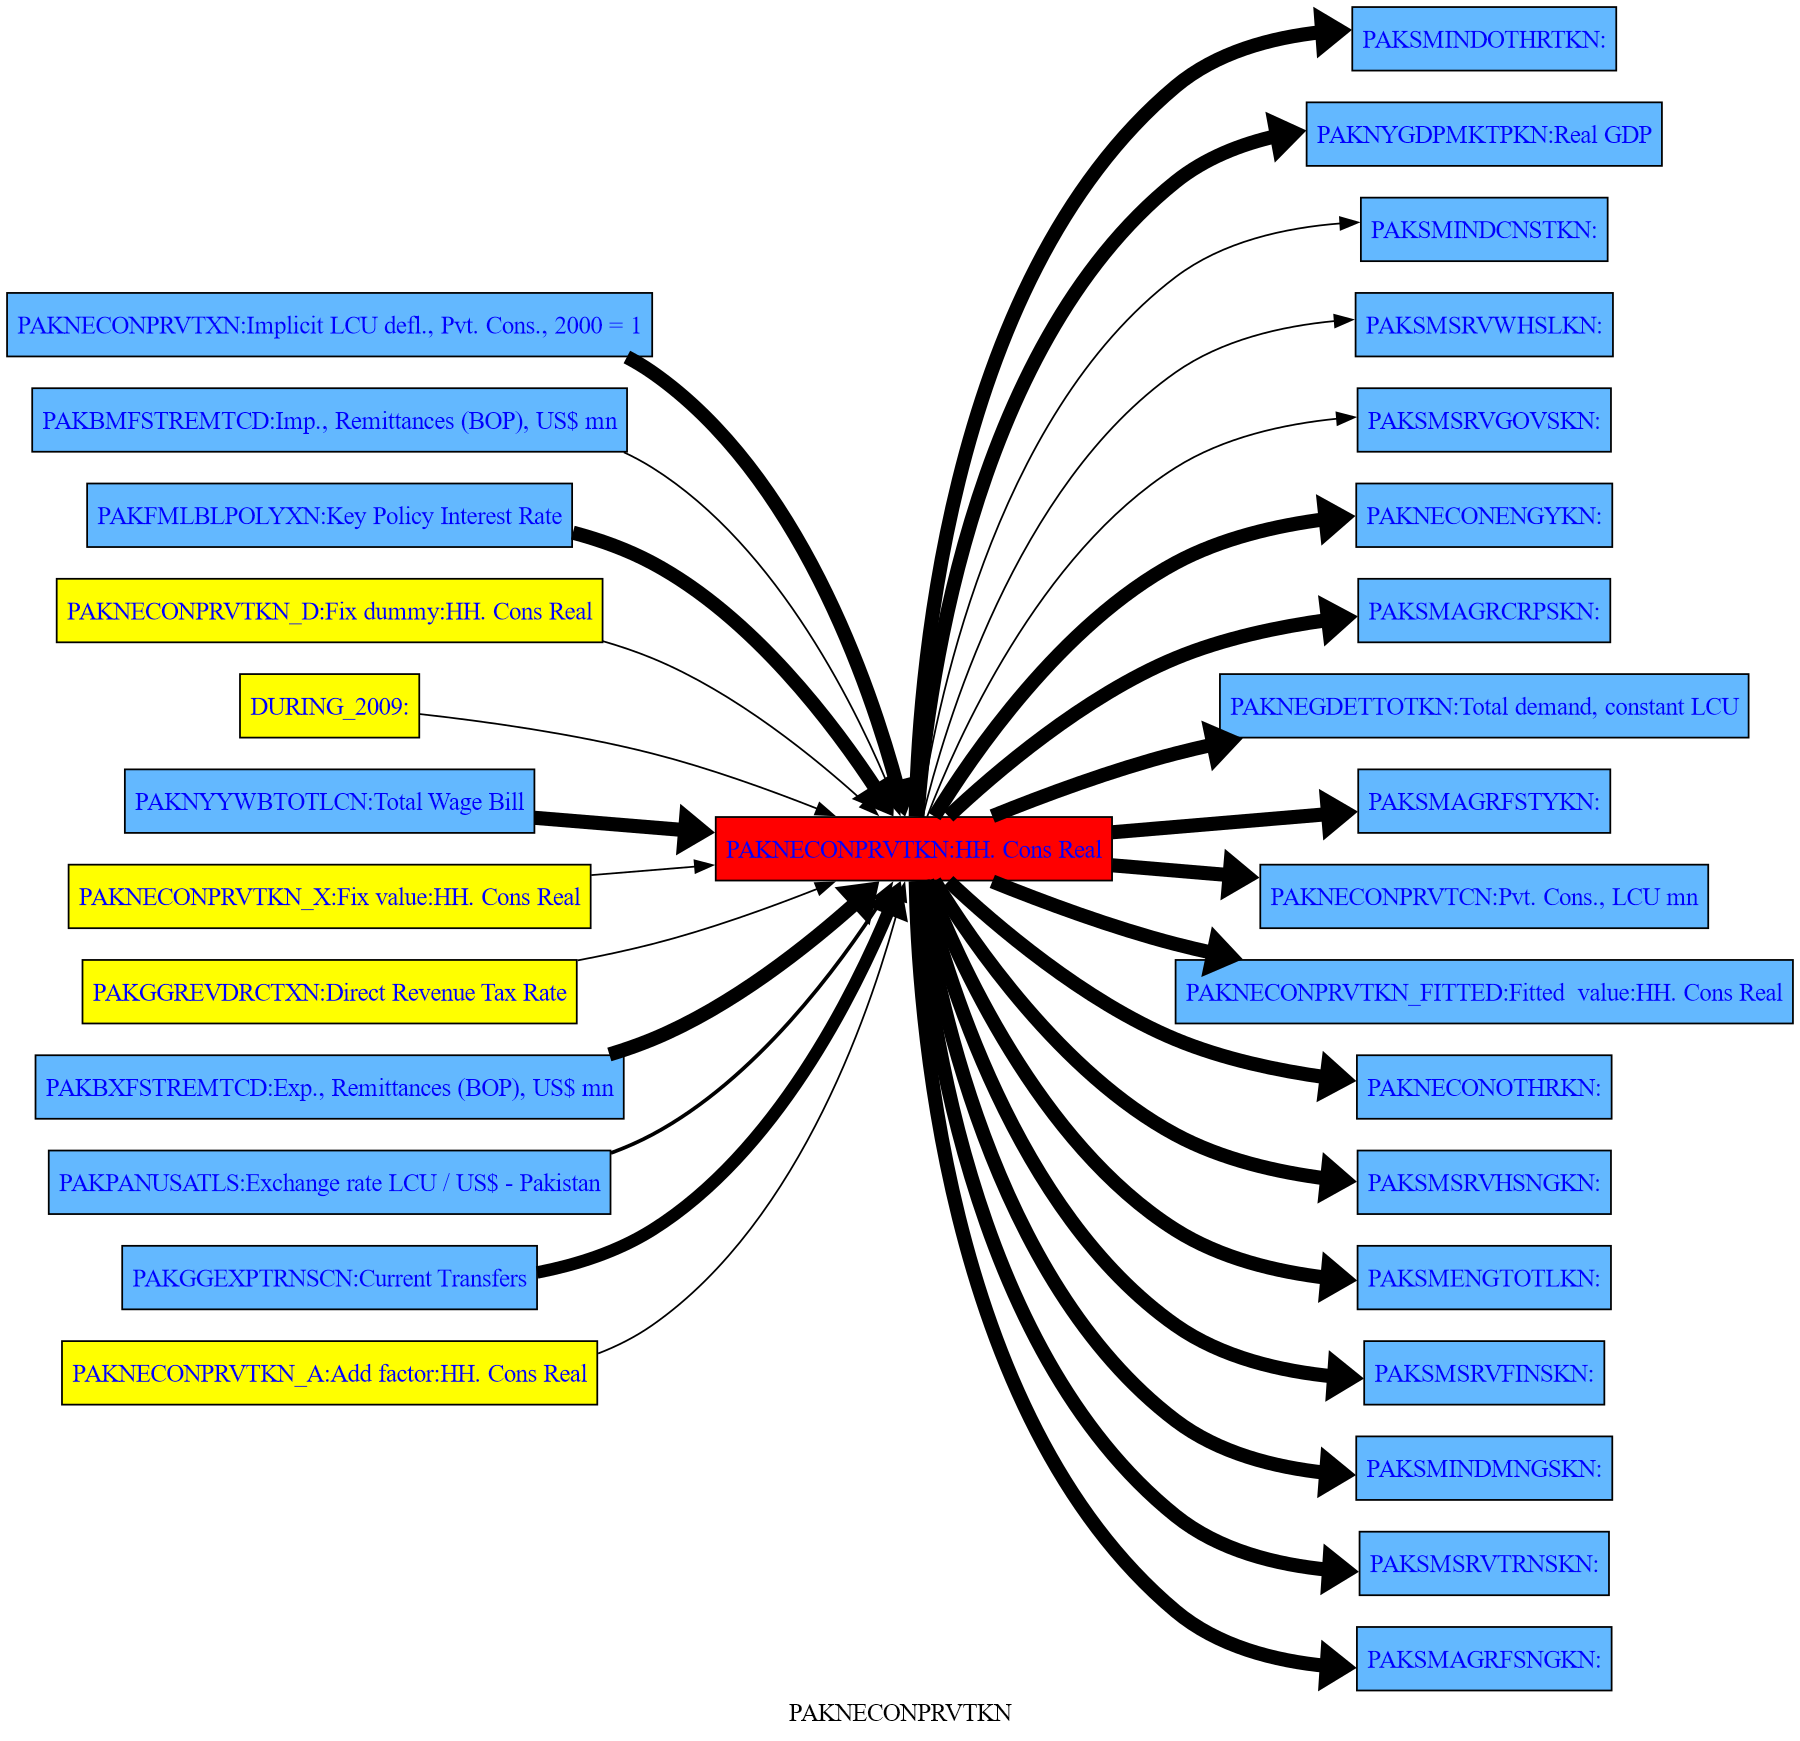 PAKNECONPRVTXN:Implicit LCU defl., Pvt. Cons., 2000 = 1
PAKBMFSTREMTCD:Imp., Remittances (BOP), US$ mn
PAKFMLBLPOLYXN:Key Policy Interest Rate
PAKNECONPRVTKN_D:Fix dummy:HH. Cons Real
DURING_2009:
PAKNYYWBTOTLCN:Total Wage Bill
PAKNECONPRVTKN_X:Fix value:HH. Cons Real
PAKGGREVDRCTXN:Direct Revenue Tax Rate
PAKBXFSTREMTCD:Exp., Remittances (BOP), US$ mn
PAKPANUSATLS:Exchange rate LCU / US$ - Pakistan
PAKGGEXPTRNSCN:Current Transfers
PAKNECONPRVTKN_A:Add factor:HH. Cons Real
PAKNECONPRVTKN:HH. Cons Real
PAKSMINDOTHRTKN:
PAKNYGDPMKTPKN:Real GDP
PAKSMINDCNSTKN:
PAKSMSRVWHSLKN:
PAKSMSRVGOVSKN:
PAKNECONENGYKN:
PAKSMAGRCRPSKN:
PAKNEGDETTOTKN:Total demand, constant LCU
PAKSMAGRFSTYKN:
PAKNECONPRVTCN:Pvt. Cons., LCU mn
PAKNECONPRVTKN_FITTED:Fitted  value:HH. Cons Real
PAKNECONOTHRKN:
PAKSMSRVHSNGKN:
PAKSMENGTOTLKN:
PAKSMSRVFINSKN:
PAKSMINDMNGSKN:
PAKSMSRVTRNSKN:
PAKSMAGRFSNGKN:
PAKNECONPRVTKN